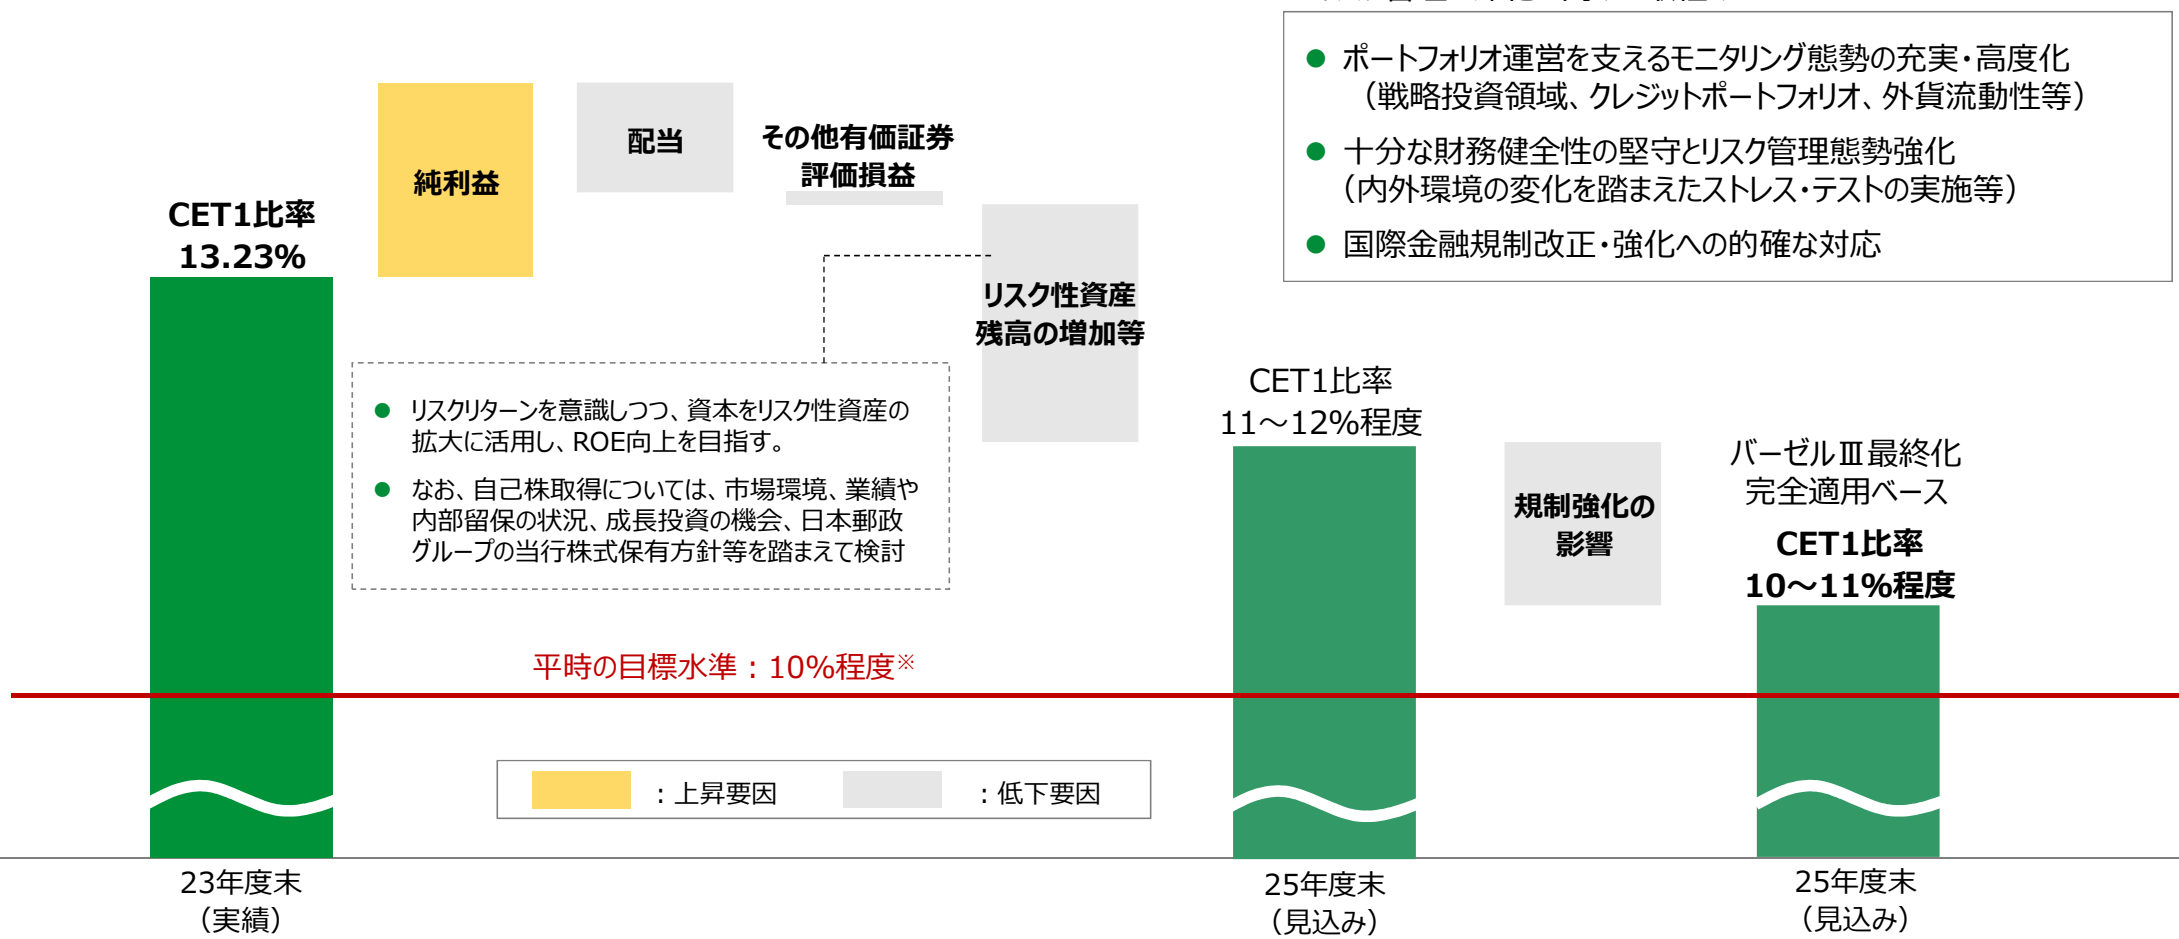 ポートフォリオ運営を支えるモニタリング態勢の充実・高度化
（戦略投資領域、クレジットポートフォリオ、外貨流動性等）
十分な財務健全性の堅守とリスク管理態勢強化
（内外環境の変化を踏まえたストレス・テストの実施等）
国際金融規制改正・強化への的確な対応
CET1比率
13.23%
純利益
配当
その他有価証券
評価損益
リスク性資産
残高の増加等
リスクリターンを意識しつつ、資本をリスク性資産の
拡大に活用し、ROE向上を目指す。
なお、自己株取得については、市場環境、業績や
内部留保の状況、成長投資の機会、日本郵政
グループの当行株式保有方針等を踏まえて検討
CET1比率
11～12%程度
規制強化の
影響
バーゼルⅢ最終化
完全適用ベース
CET1比率
10～11%程度
平時の目標水準：10%程度※
：上昇要因
：低下要因
23年度末
（実績）
25年度末
（見込み）
25年度末
（見込み）